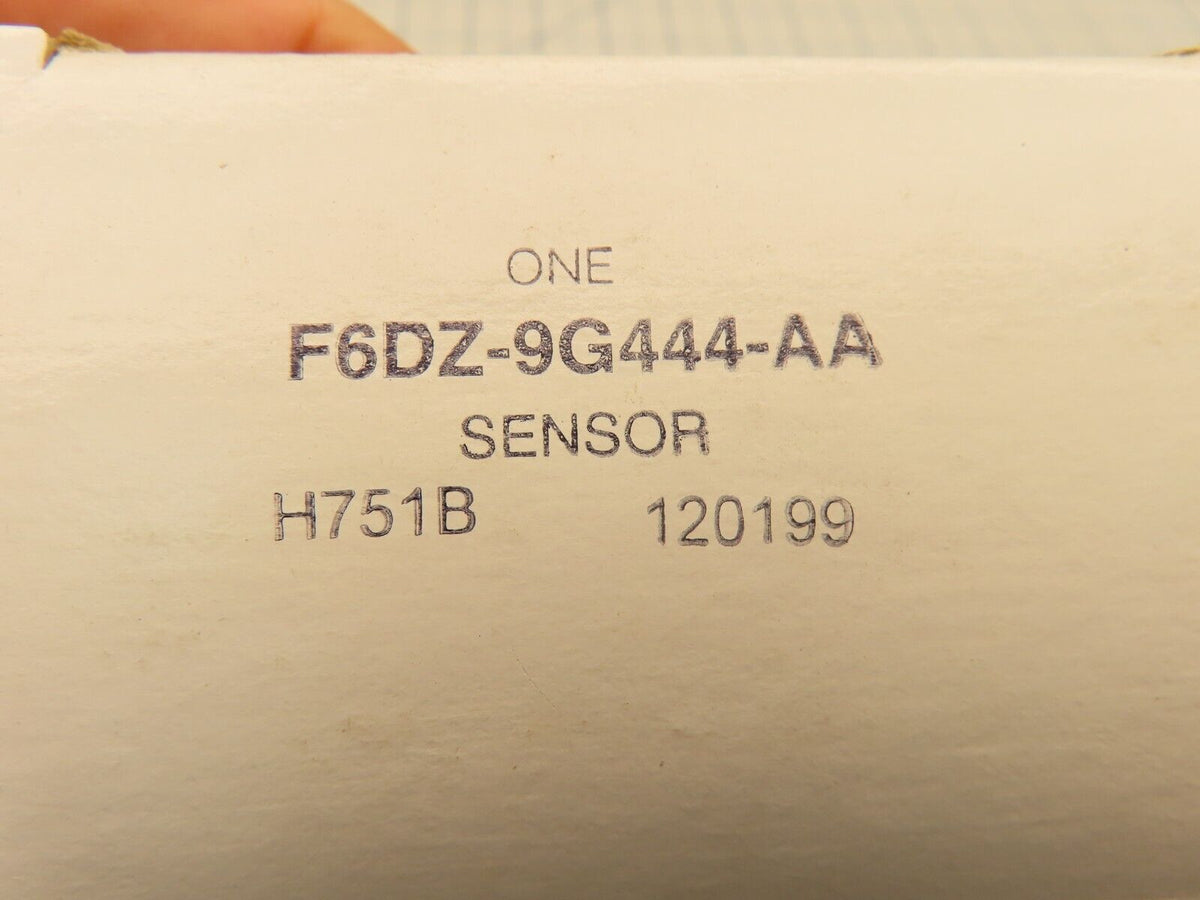 ONE
F6DZ-9G444-AA
SENSOR
H751B 120199